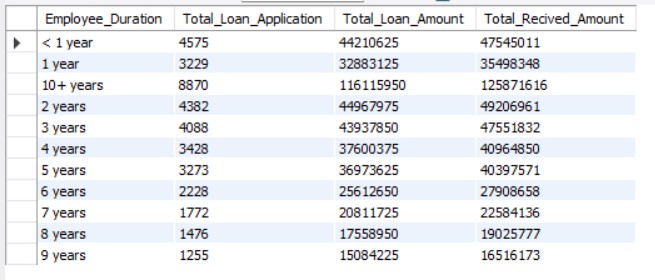 Employee_Duration Total_Loan_Application Total_Loan_Amount Total_Recived_Amount
< 1 year 4575 44210625 47545011
1 year 3229 32883125 35498348
10+ years 8870 116115950 125871616
2 years 4382 44967975 49206961
3 years 4088 43937850 47551832
4 years 3428 37600375 40964850
5 years 3273 36973625 40397571
6 years 2228 25612650 27908658
7 years 1772 20811725 22584136
8 years 1476 17558950 19025777
9 years 1255 15084225 16516173